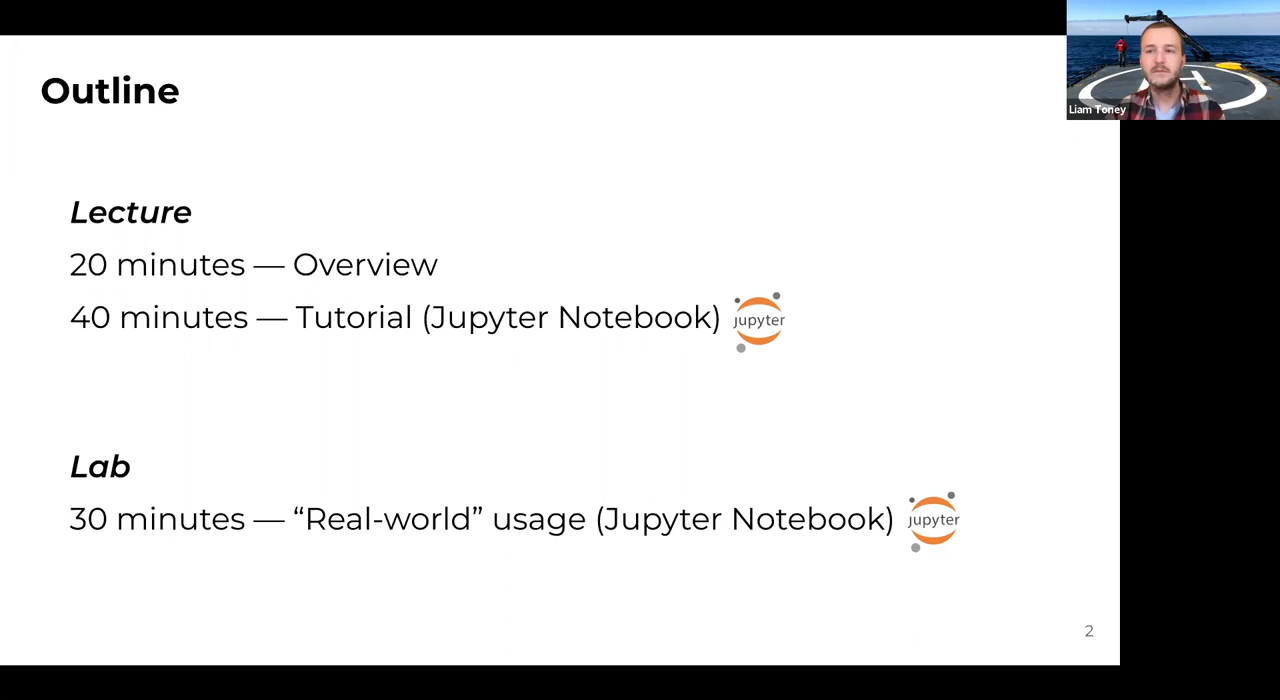 Outline
Liam Toney
Lecture
20 minutes — Overview
40 minutes — Tutorial (Jupyter Notebook)
jupyter
Lab
30 minutes — “Real-world” usage (Jupyter Notebook)
jupyter
2